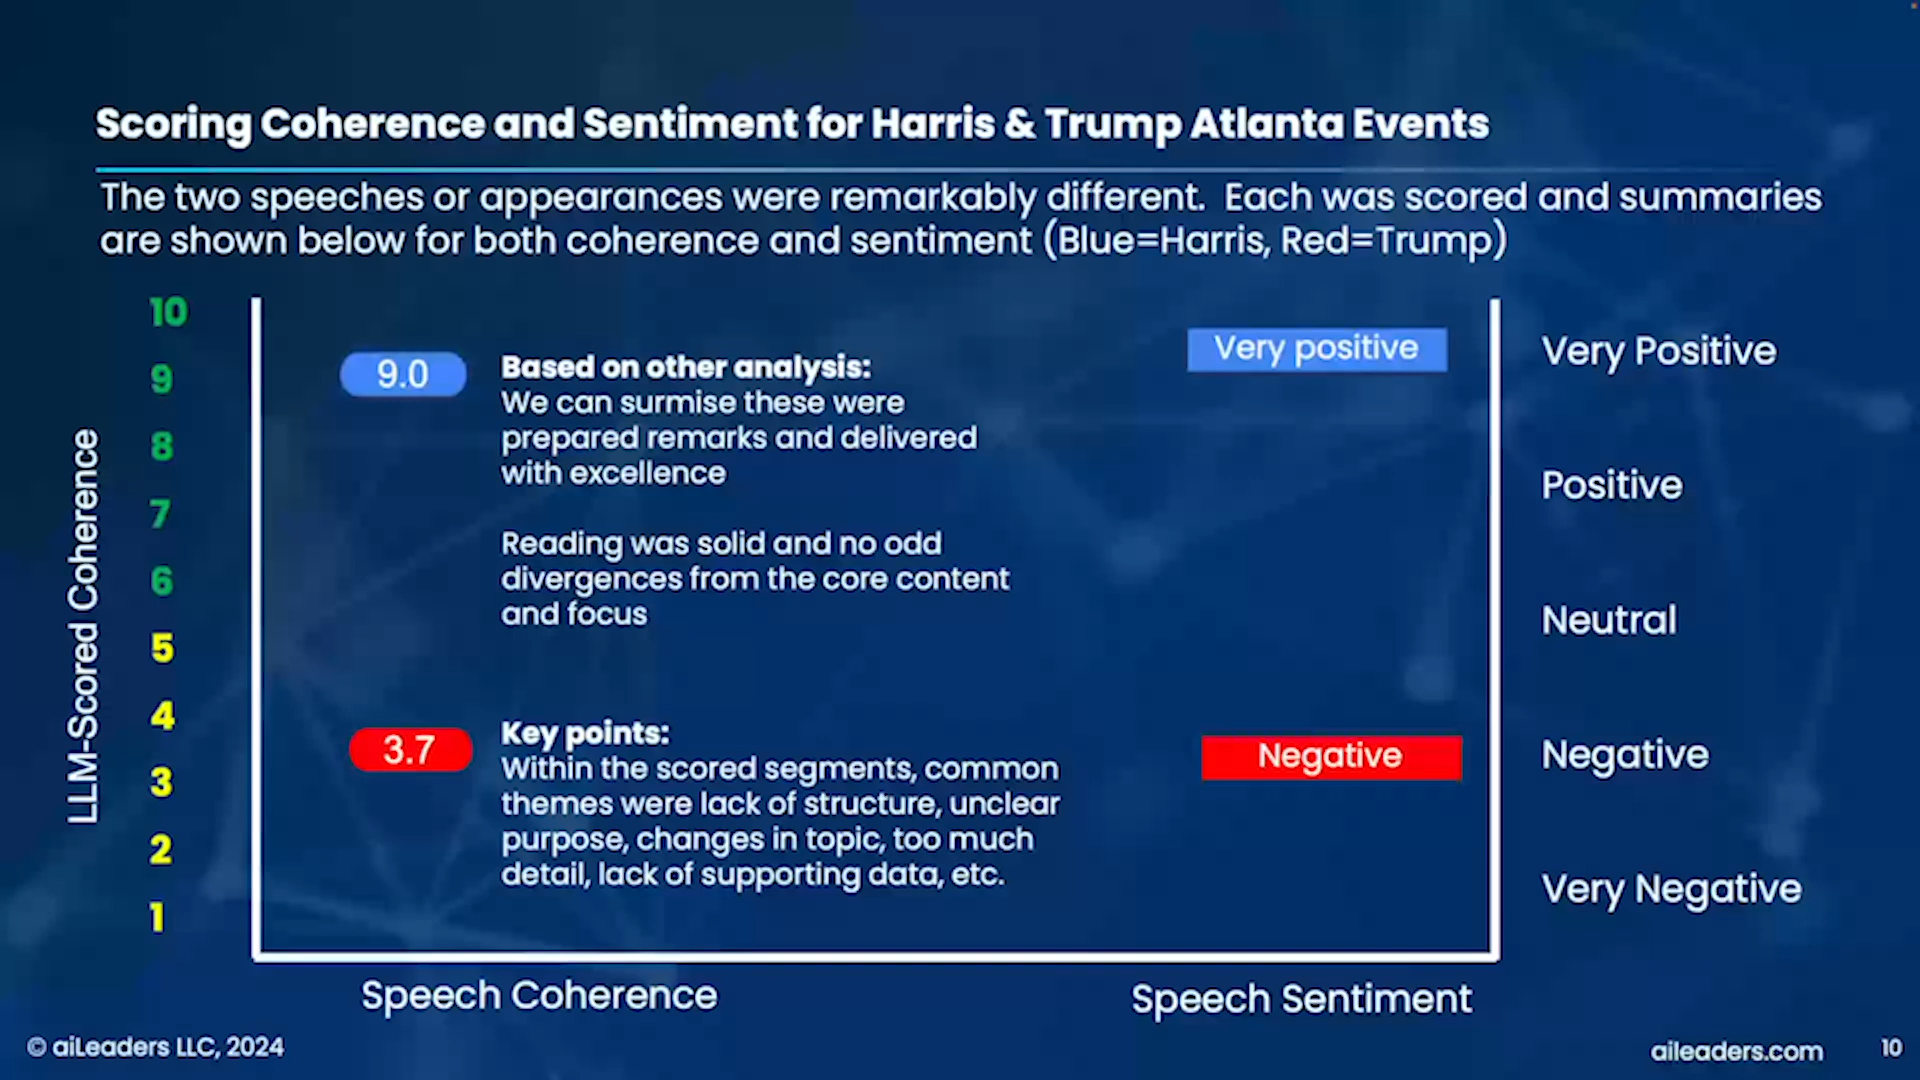 Scoring Coherence and Sentiment for Harris & Trump Atlanta Events
The two speeches or appearances were remarkably different.  Each was scored and summaries
are shown below for both coherence and sentiment (Blue=Harris, Red=Trump)
LLM-Scored Coherence
10
9
8
7
6
5
4
3
2
1
9.0
Based on other analysis:
We can surmise these were
prepared remarks and delivered
with excellence
Reading was solid and no odd
divergences from the core content
and focus
3.7
Key points:
Within the scored segments, common
themes were lack of structure, unclear
purpose, changes in topic, too much
detail, lack of supporting data, etc.
Very positive
Negative
Very Positive
Positive
Neutral
Negative
Very Negative
Speech Coherence
Speech Sentiment
© aiLeaders LLC, 2024
aileaders.com
10